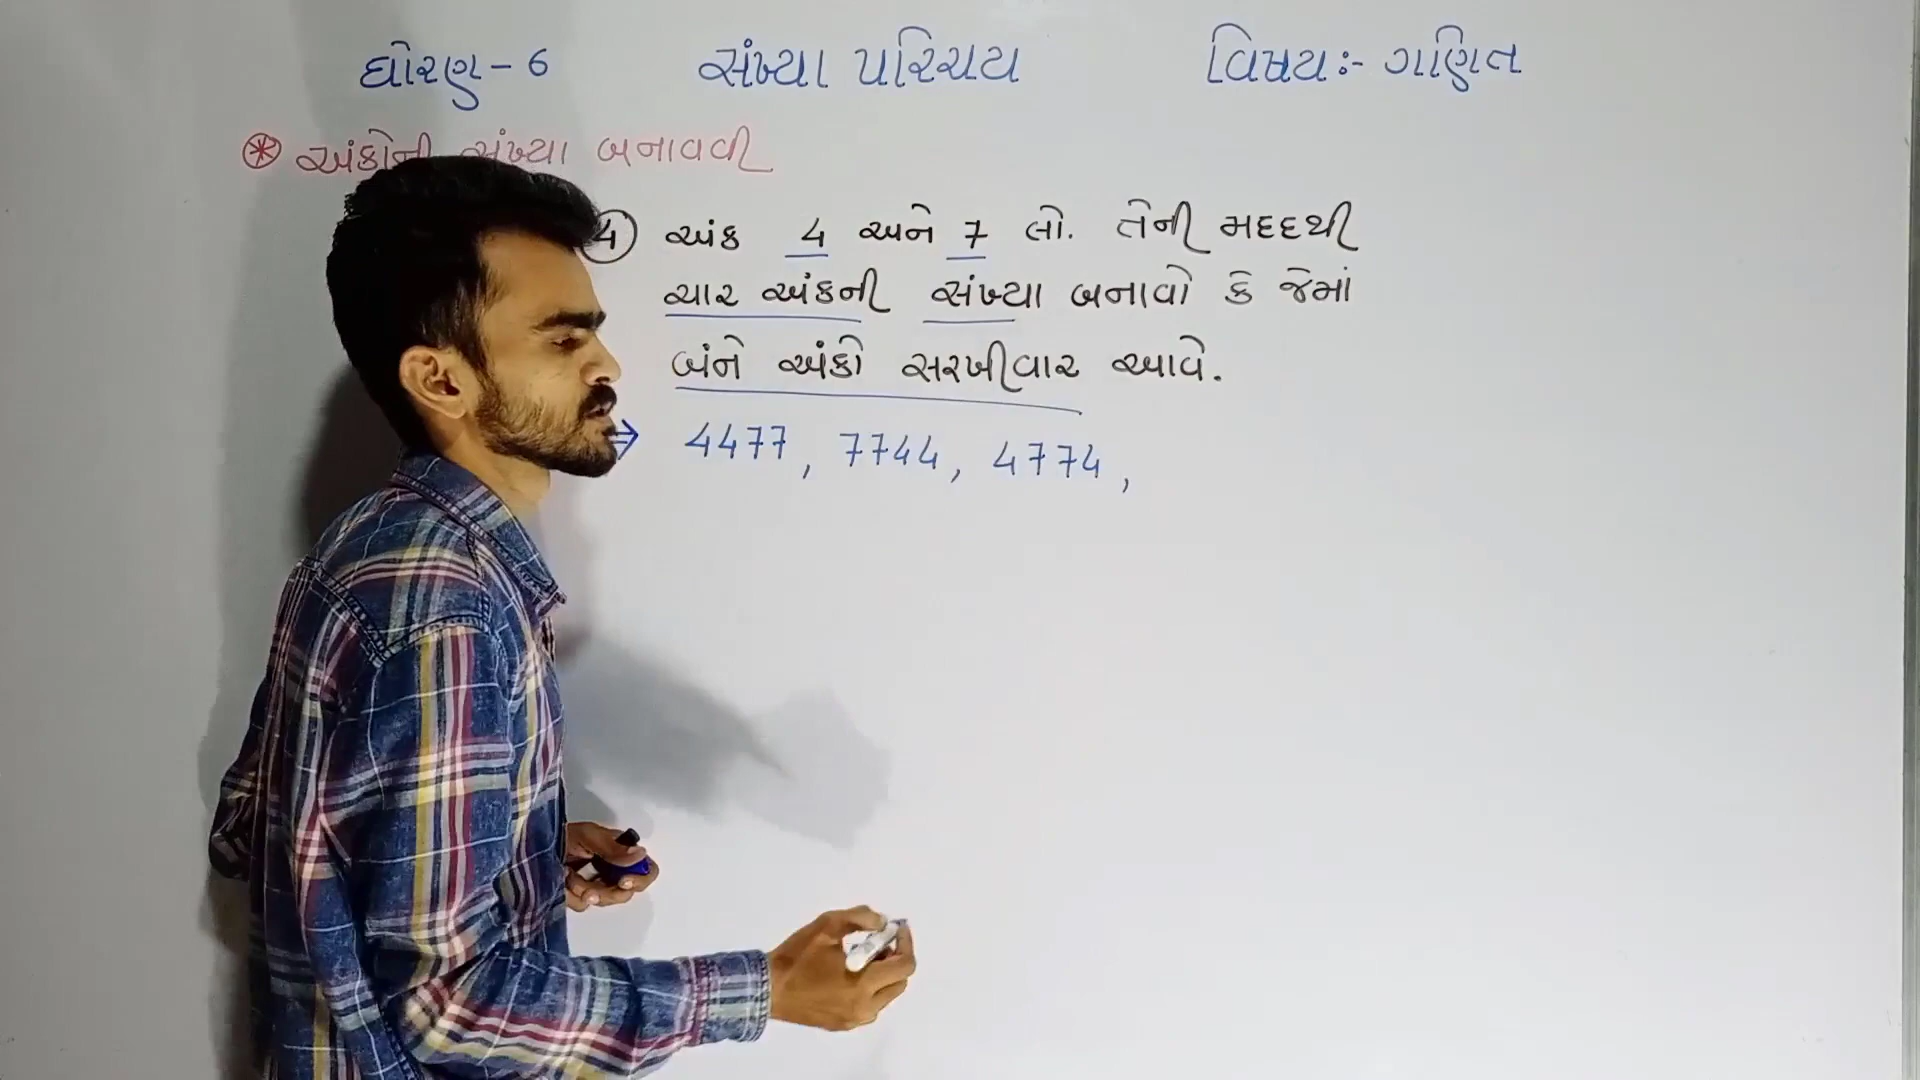 ધોરણ - 6 સંખ્યા પરિચય વિષય :- ગણિત
અંકોની સંખ્યા બનાવવી
4 અંક 4 અને 7 લો. તેની મદદથી
ચાર અંકની સંખ્યા બનાવો કે જેમાં
બંને અંકો સરખીવાર આવે.
⇒ 4477, 7744, 4774,